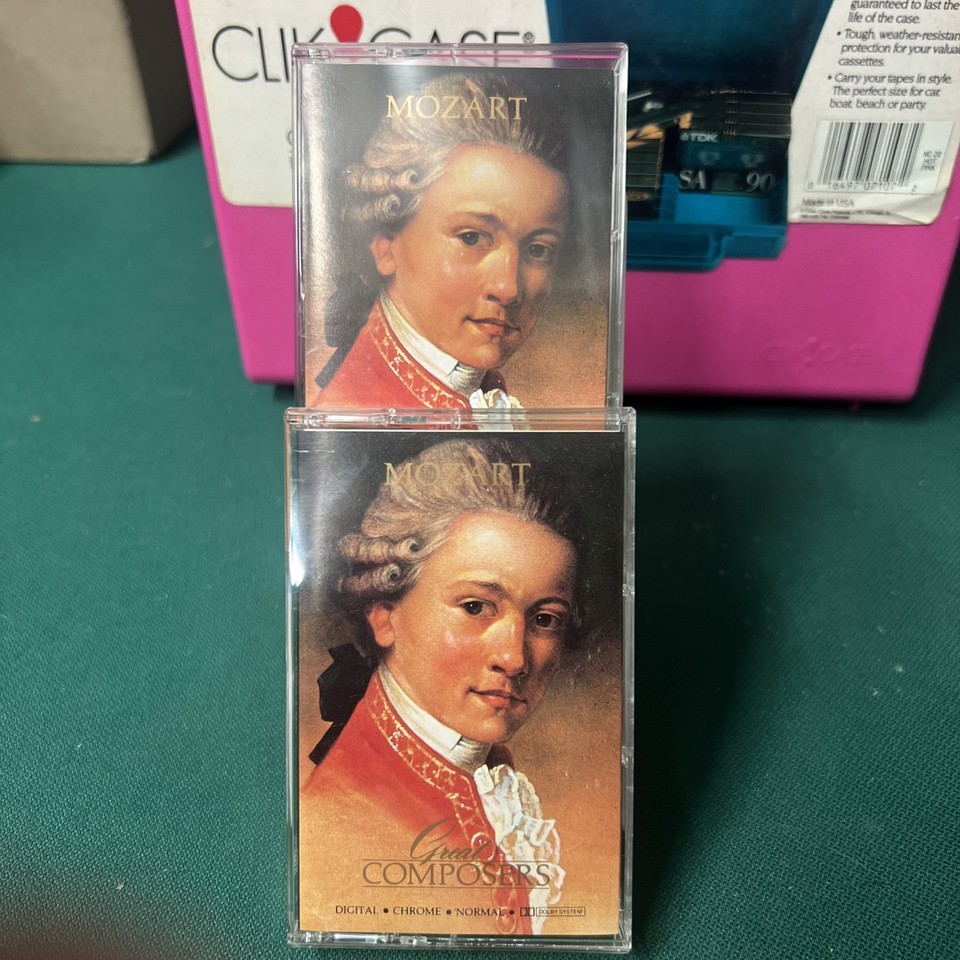 CLIK CASE®
guaranteed to last the
life of the case.
• Tough, weather-resistan
protection for your valua
cassettes.
• Carry your tapes in style.
The perfect size for car,
boat, beach or party.
TDK
SA 90
Made in USA
MOZART
MOZART
Great
COMPOSERS
DIGITAL • CHROME • NORMAL • DOLBY SYSTEM